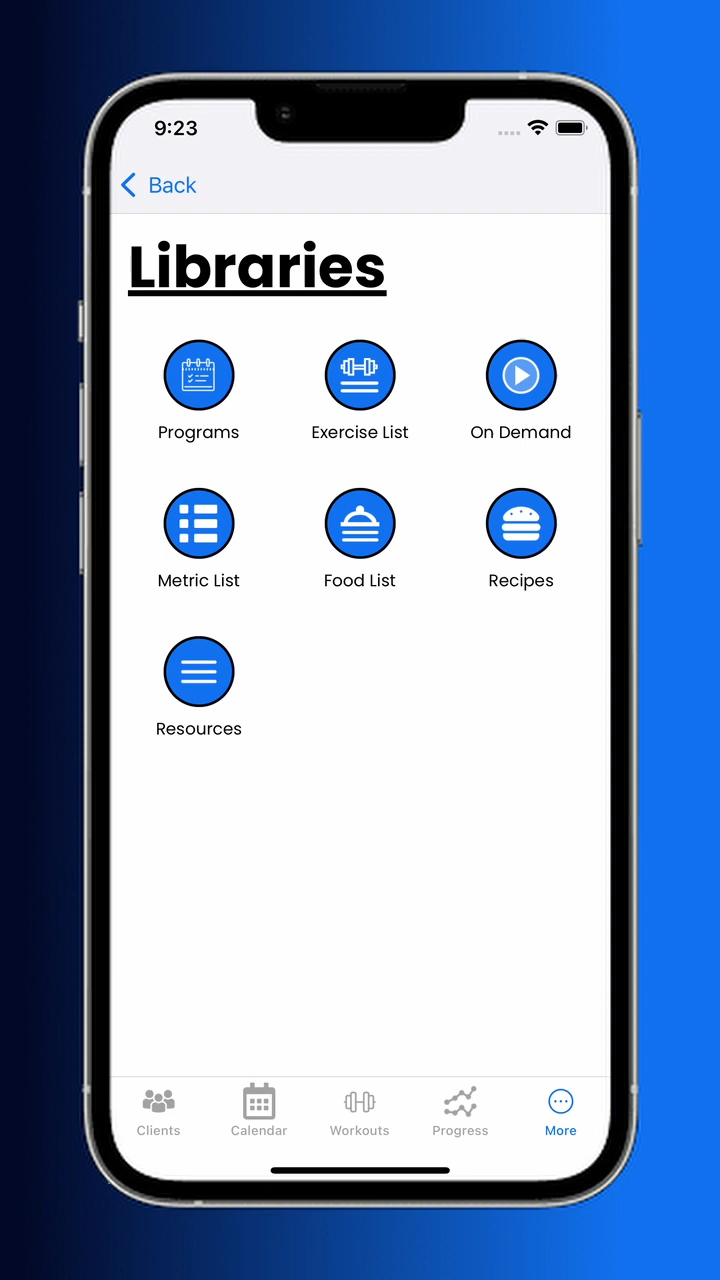 9:23
Back
Libraries
Programs
Exercise List
On Demand
Metric List
Food List
Recipes
Resources
Clients
Calendar
Workouts
Progress
More